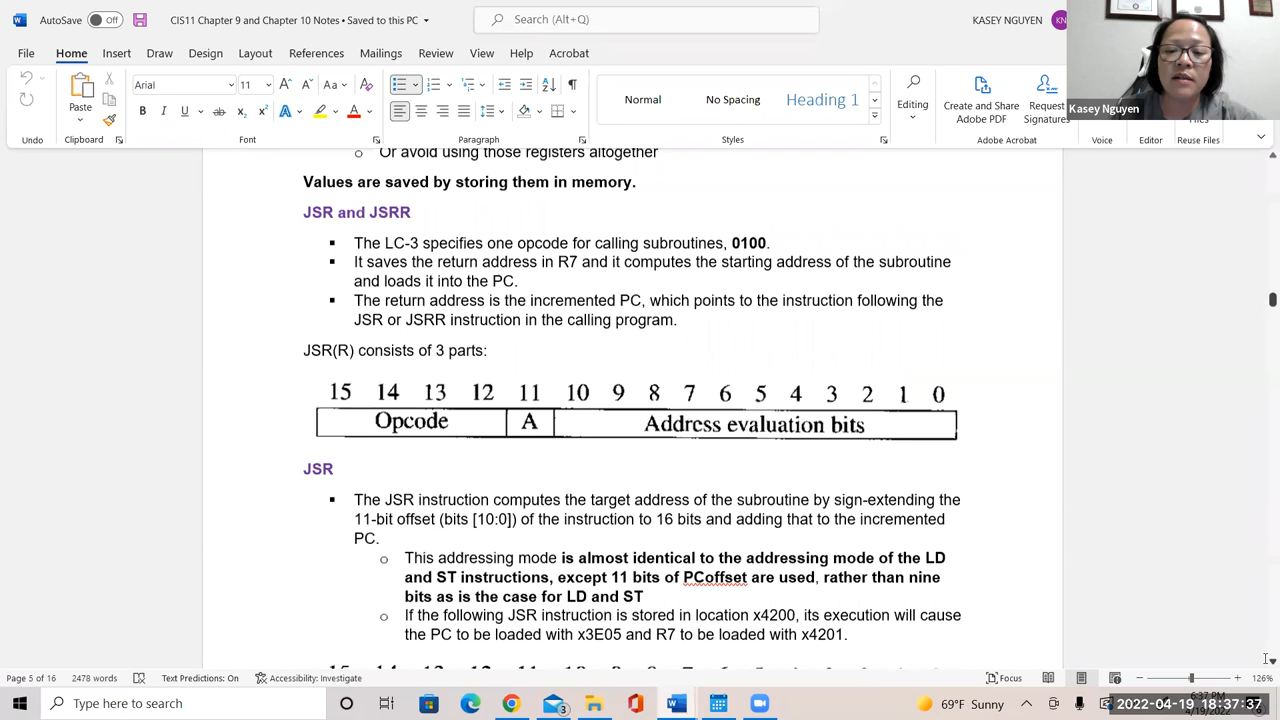 AutoSave Off CIS11 Chapter 9 and Chapter 10 Notes • Saved to this PC Search (Alt+Q) KASEY NGUYEN KN
File Home Insert Draw Design Layout References Mailings Review View Help Acrobat
Paste Arial 11 Aa Normal No Spacing Heading 1 Editing Create and Share Adobe PDF Request Signatures Files
Undo Clipboard Font Paragraph Styles Adobe Acrobat Voice Editor Reuse Files
Kasey Nguyen
Or avoid using those registers altogether
Values are saved by storing them in memory.
JSR and JSRR
The LC-3 specifies one opcode for calling subroutines, 0100.
It saves the return address in R7 and it computes the starting address of the subroutine
and loads it into the PC.
The return address is the incremented PC, which points to the instruction following the
JSR or JSRR instruction in the calling program.
JSR(R) consists of 3 parts:
15 14 13 12 11 10 9 8 7 6 5 4 3 2 1 0
Opcode A Address evaluation bits
JSR
The JSR instruction computes the target address of the subroutine by sign-extending the
11-bit offset (bits [10:0]) of the instruction to 16 bits and adding that to the incremented
PC.
This addressing mode is almost identical to the addressing mode of the LD
and ST instructions, except 11 bits of PCoffset are used, rather than nine
bits as is the case for LD and ST
If the following JSR instruction is stored in location x4200, its execution will cause
the PC to be loaded with x3E05 and R7 to be loaded with x4201.
Page 5 of 16 2478 words Text Predictions: On Accessibility: Investigate Focus 126%
Type here to search 3 69°F Sunny 6:37 PM
2022-04-19 18:37:37